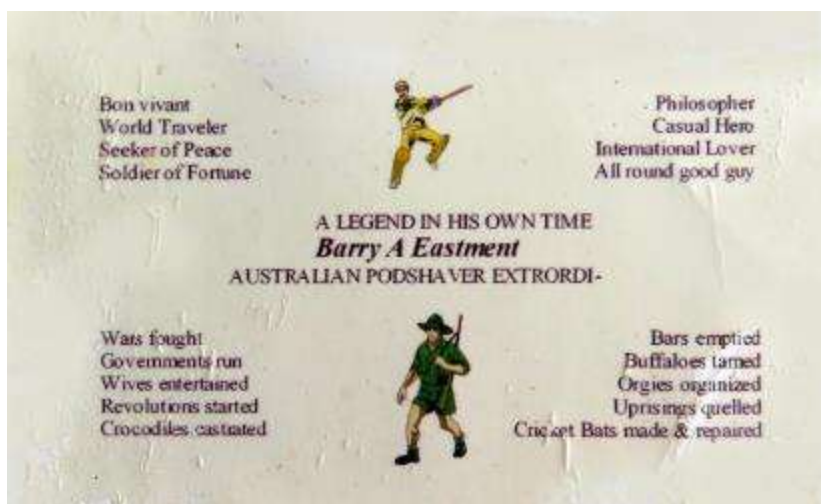 Bon vivant
World Traveler
Seeker of Peace
Soldier of Fortune
Philosopher
Casual Hero
International Lover
All round good guy
A LEGEND IN HIS OWN TIME
Barry A Eastment
AUSTRALIAN PODSHAVER EXTRORDI-
Wars fought
Governments run
Wives entertained
Revolutions started
Crocodiles castrated
Bars emptied
Buffaloes tamed
Orgies organized
Uprisings quelled
Cricket Bats made & repaired